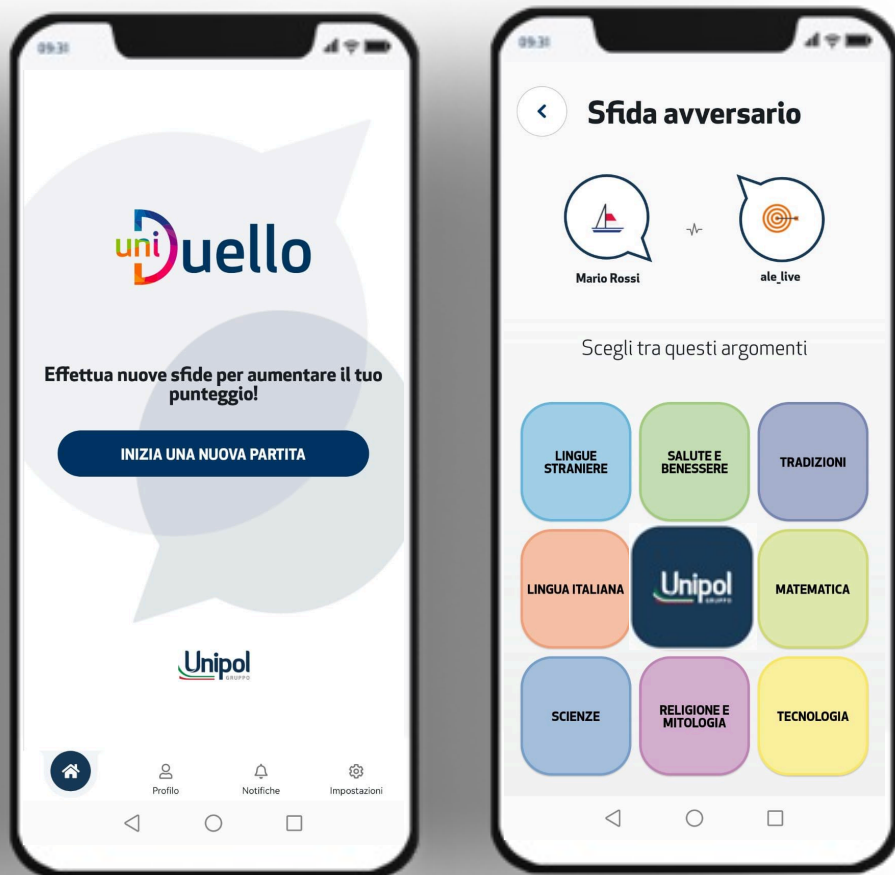 09:31
uniDuello
Effettua nuove sfide per aumentare il tuo
punteggio!
INIZIA UNA NUOVA PARTITA
Unipol
GRUPPO
Profilo
Notifiche
Impostazioni
09:31
Sfida avversario
Mario Rossi
ale_live
Scegli tra questi argomenti
LINGUE
STRANIERE
SALUTE E
BENESSERE
TRADIZIONI
LINGUA ITALIANA
Unipol
GRUPPO
MATEMATICA
SCIENZE
RELIGIONE E
MITOLOGIA
TECNOLOGIA